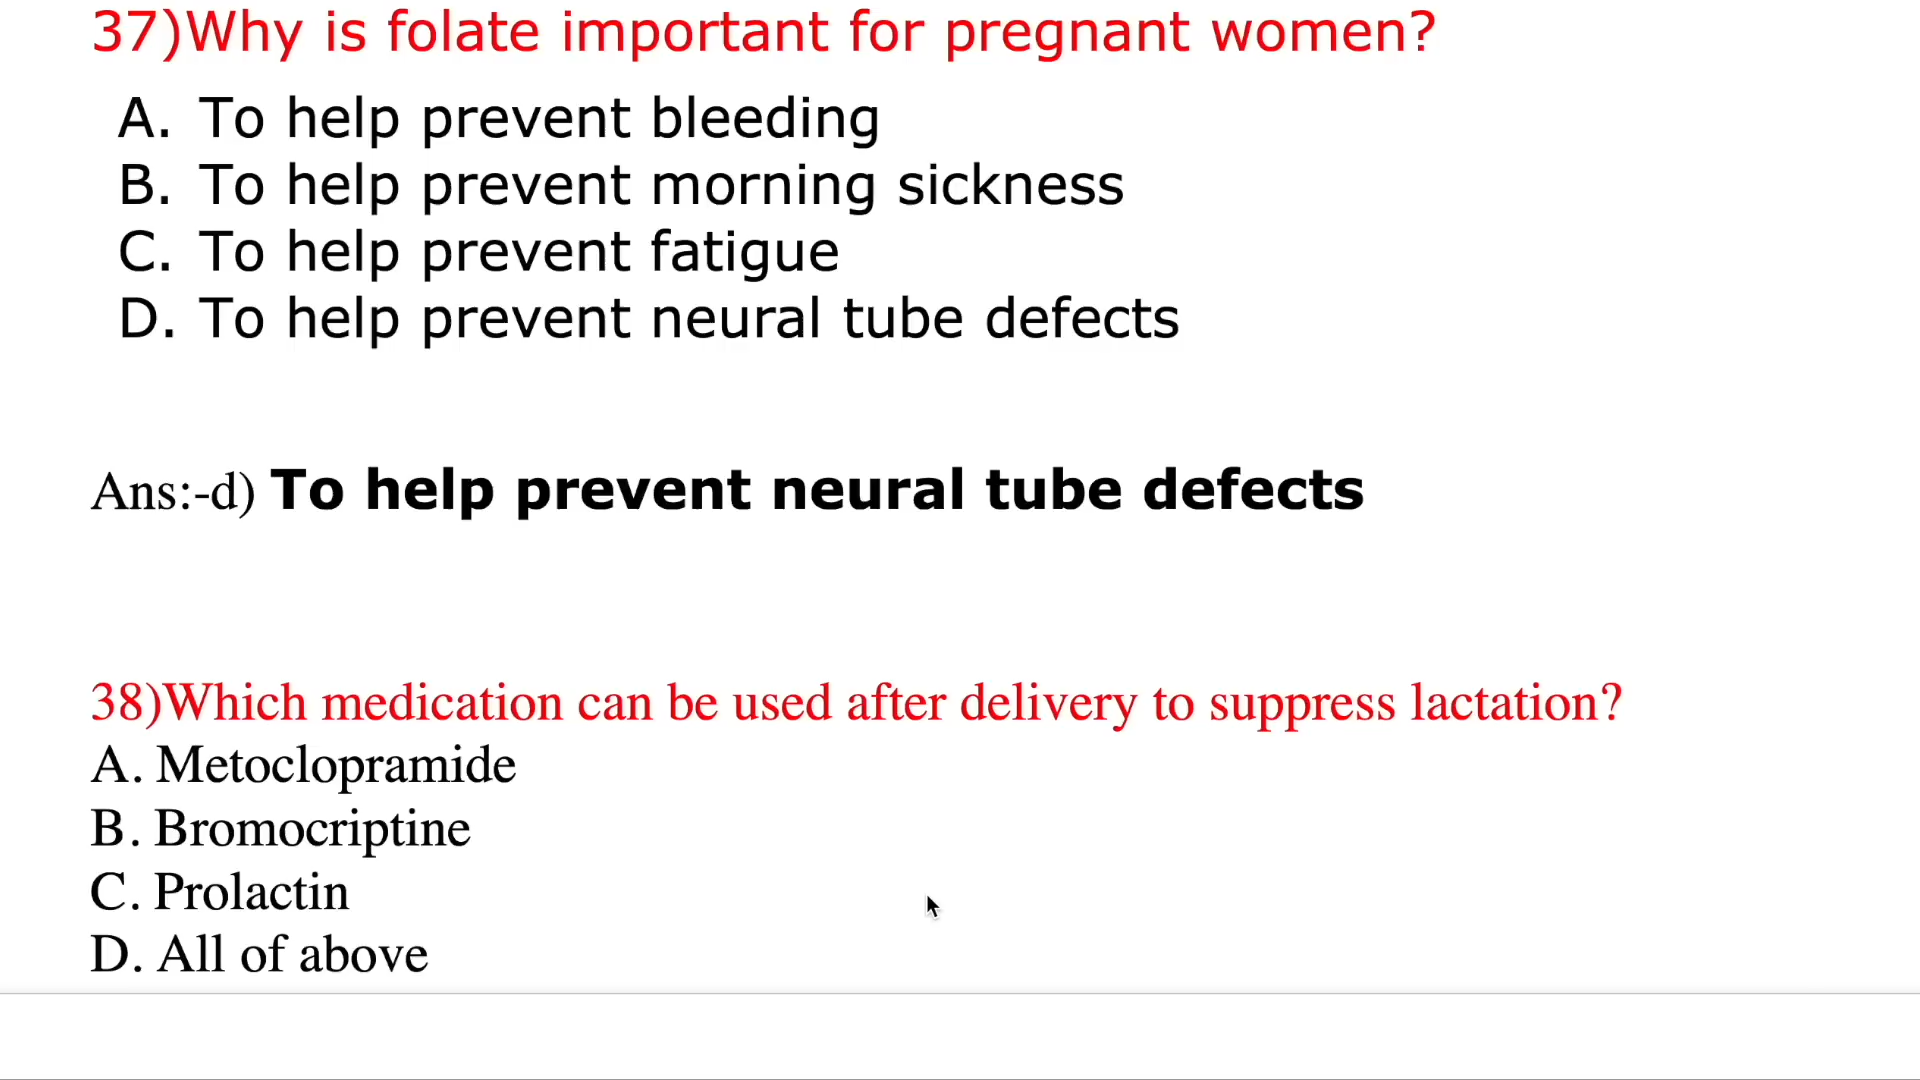 37)Why is folate important for pregnant women?
A. To help prevent bleeding
B. To help prevent morning sickness
C. To help prevent fatigue
D. To help prevent neural tube defects
Ans:-d) To help prevent neural tube defects
38)Which medication can be used after delivery to suppress lactation?
A. Metoclopramide
B. Bromocriptine
C. Prolactin
D. All of above